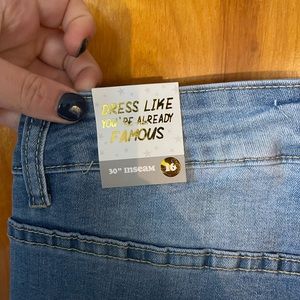 DRESS LIKE
YOU'RE ALREADY
FAMOUS
30" inseam 16